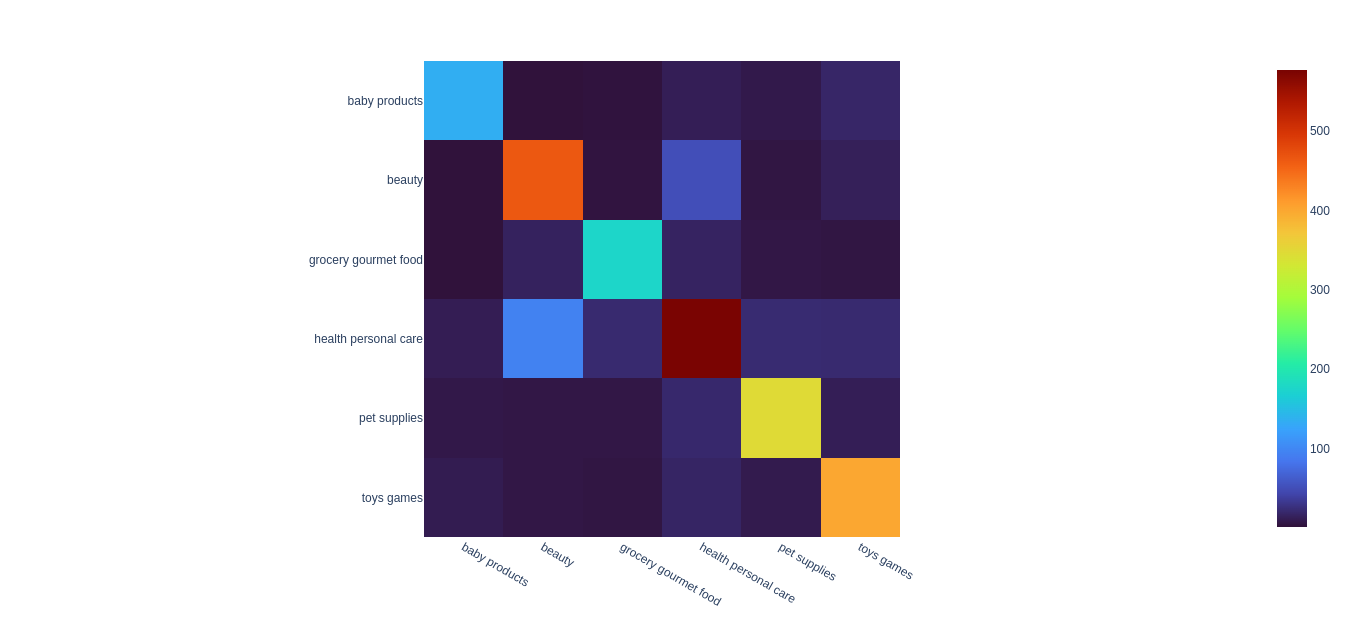 baby products
beauty
grocery gourmet food
health personal care
pet supplies
toys games
baby products
beauty
grocery gourmet food
health personal care
pet supplies
toys games
500
400
300
200
100